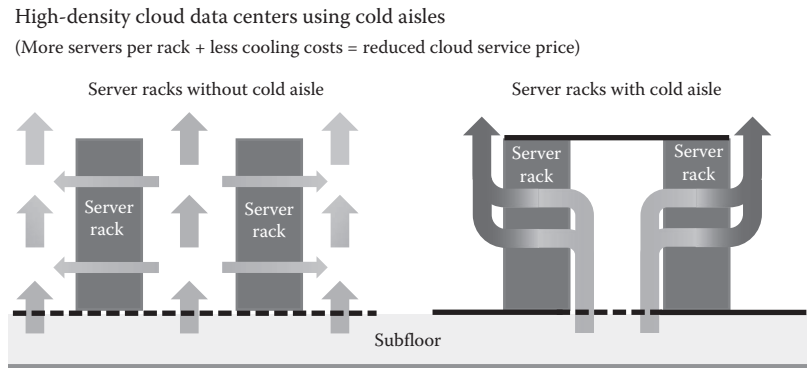 High-density cloud data centers using cold aisles
(More servers per rack + less cooling costs = reduced cloud service price)
Server racks without cold aisle
Server racks with cold aisle
Server
rack
Server
rack
Server
rack
Server
rack
Subfloor